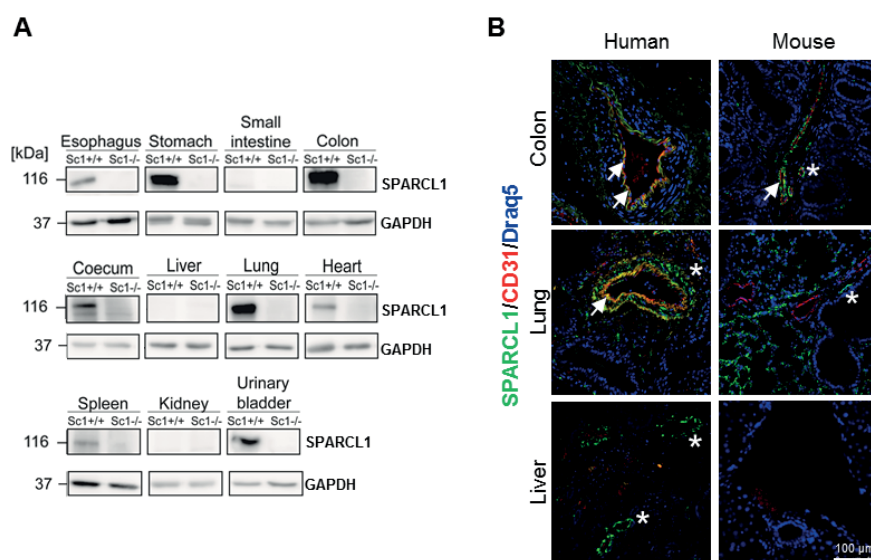 A
B
Human
Mouse
Small
Esophagus
Stomach
intestine
Colon
[kDa]
Sc1+/+
Sc1-/-
Sc1+/+
Sc1-/-
Sc1+/+
Sc1-/-
Sc1+/+
Sc1-/-
116
SPARCL1
37
GAPDH
Coecum
Liver
Lung
Heart
Sc1+/+
Sc1-/-
Sc1+/+
Sc1-/-
Sc1+/+
Sc1-/-
Sc1+/+
Sc1-/-
116
SPARCL1
37
GAPDH
Urinary
Spleen
Kidney
bladder
Sc1+/+
Sc1-/-
Sc1+/+
Sc1-/-
Sc1+/+
Sc1-/-
116
SPARCL1
37
GAPDH
SPARCL1/CD31/Draq5
Colon
*
Lung
*
*
Liver
*
*
100 µm